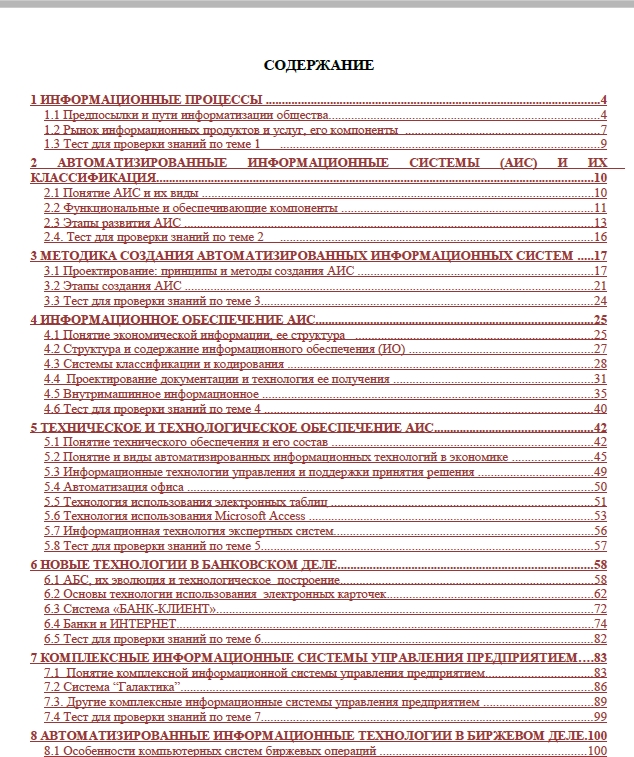 СОДЕРЖАНИЕ
1 ИНФОРМАЦИОННЫЕ ПРОЦЕССЫ ....................4
1.1 Предпосылки и пути информатизации общества....................4
1.2 Рынок информационных продуктов и услуг, его компоненты ....................7
1.3 Тест для проверки знаний по теме 1 ....................9
2 АВТОМАТИЗИРОВАННЫЕ ИНФОРМАЦИОННЫЕ СИСТЕМЫ (АИС) И ИХ
КЛАССИФИКАЦИЯ....................10
2.1 Понятие АИС и их виды ....................10
2.2 Функциональные и обеспечивающие компоненты ....................11
2.3 Этапы развития АИС ....................13
2.4. Тест для проверки знаний по теме 2 ....................16
3 МЕТОДИКА СОЗДАНИЯ АВТОМАТИЗИРОВАННЫХ ИНФОРМАЦИОННЫХ СИСТЕМ .....17
3.1 Проектирование: принципы и методы создания АИС ....................17
3.2 Этапы создания АИС ....................21
3.3 Тест для проверки знаний по теме 3....................24
4 ИНФОРМАЦИОННОЕ ОБЕСПЕЧЕНИЕ АИС....................25
4.1 Понятие экономической информации, ее структура ....................25
4.2 Структура и содержание информационного обеспечения (ИО) ....................27
4.3 Системы классификации и кодирования ....................28
4.4 Проектирование документации и технология ее получения ....................31
4.5 Внутримашинное информационное ....................35
4.6 Тест для проверки знаний по теме 4 ....................40
5 ТЕХНИЧЕСКОЕ И ТЕХНОЛОГИЧЕСКОЕ ОБЕСПЕЧЕНИЕ АИС....................42
5.1 Понятие технического обеспечения и его состав ....................42
5.2 Понятие и виды автоматизированных информационных технологий в экономике ....................45
5.3 Информационные технологии управления и поддержки принятия решения ....................49
5.4 Автоматизация офиса ....................50
5.5 Технология использования электронных таблиц ....................51
5.6 Технология использования Microsoft Access ....................53
5.7 Информационная технология экспертных систем....................56
5.8 Тест для проверки знаний по теме 5....................57
6 НОВЫЕ ТЕХНОЛОГИИ В БАНКОВСКОМ ДЕЛЕ....................58
6.1 АБС, их эволюция и технологическое построение....................58
6.2 Основы технологии использования электронных карточек....................62
6.3 Система «БАНК-КЛИЕНТ»....................72
6.4 Банки и ИНТЕРНЕТ....................74
6.5 Тест для проверки знаний по теме 6....................82
7 КОМПЛЕКСНЫЕ ИНФОРМАЦИОННЫЕ СИСТЕМЫ УПРАВЛЕНИЯ ПРЕДПРИЯТИЕМ….83
7.1 Понятие комплексной информационной системы управления предприятием....................83
7.2 Система “Галактика”....................86
7.3. Другие комплексные информационные системы управления предприятием ....................89
7.4 Тест для проверки знаний по теме 7....................99
8 АВТОМАТИЗИРОВАННЫЕ ИНФОРМАЦИОННЫЕ ТЕХНОЛОГИИ В БИРЖЕВОМ ДЕЛЕ.100
8.1 Особенности компьютерных систем биржевых операций ....................100